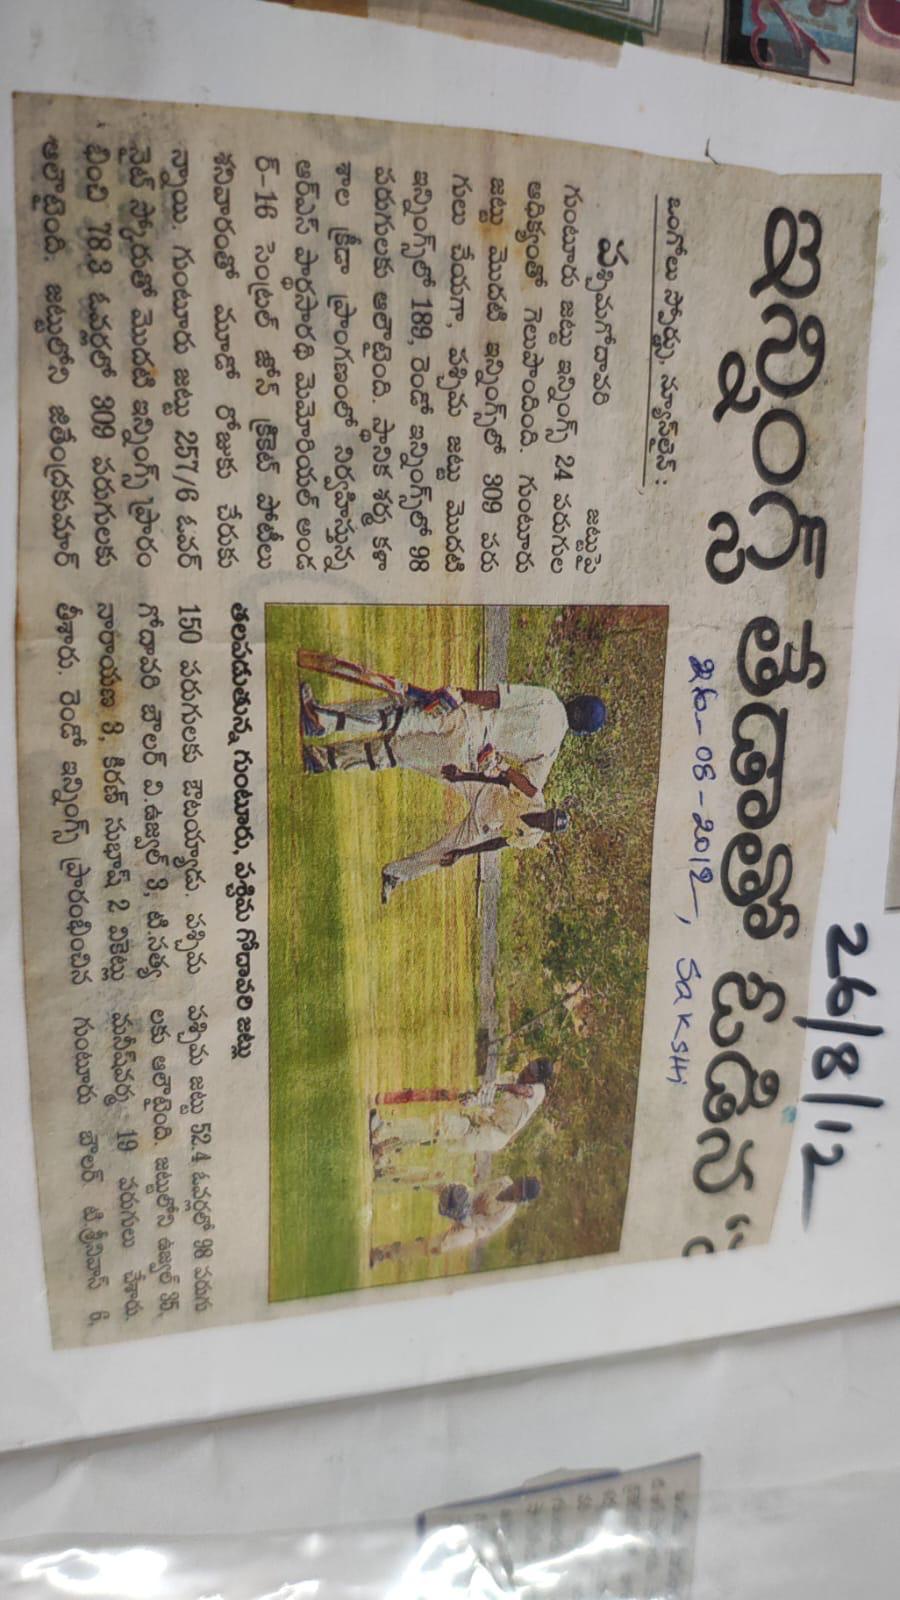 26/8/12
ఇన్నింగ్స్ తేడాతో ఓడిన
26-08-2012, SAKSHI
ఒంగోలు స్పోర్ట్స్, న్యూస్‌లైన్ :
పశ్చిమగోదావరి జట్టుపై
గుంటూరు జట్టు ఇన్నింగ్స్ 24 పరుగుల
ఆధిక్యంతో గెలుపొందింది. గుంటూరు
జట్టు మొదటి ఇన్నింగ్స్‌లో 309 పరు
గులు చేయగా, పశ్చిమ జట్టు మొదటి
ఇన్నింగ్స్‌లో 189, రెండో ఇన్నింగ్స్‌లో 98
పరుగులకు ఆలౌటైంది. స్థానిక శర్మ కళా
శాల క్రీడా ప్రాంగణంలో నిర్వహిస్తున్న
ఆర్ఎస్ పార్థసారథి మెమోరియల్ అండ
ర్-16 సెంట్రల్ జోన్ క్రికెట్ పోటీలు
శనివారంతో మూడో రోజుకు చేరుకు
న్నాయి. గుంటూరు జట్టు 257/6 ఓవర్
నైట్ స్కోరుతో మొదటి ఇన్నింగ్స్ ప్రారం
భించి 78.3 ఓవర్లలో 309 పరుగులకు
ఆలౌటైంది. జట్టులోని జితేంద్రకుమార్
తలపడుతున్న గుంటూరు, పశ్చిమ గోదావరి జట్లు
150 పరుగులకు ఔటయ్యాడు. పశ్చిమ
గోదావరి బౌలర్ వి.ఉజ్వల్ 3, టి.సత్య
నారాయణ 3, కిరణ్ సుభాష్ 2 వికెట్లు
తీశారు. రెండో ఇన్నింగ్స్ ప్రారంభించిన
పశ్చిమ జట్టు 52.4 ఓవర్లలో 98 పరుగు
లకు ఆలౌటైంది. జట్టులోని ఉజ్వల్ 35,
మనీష్‌వర్మ 19 పరుగులు చేశారు.
గుంటూరు బౌలర్ టి.శ్రీనివాస్ 6,